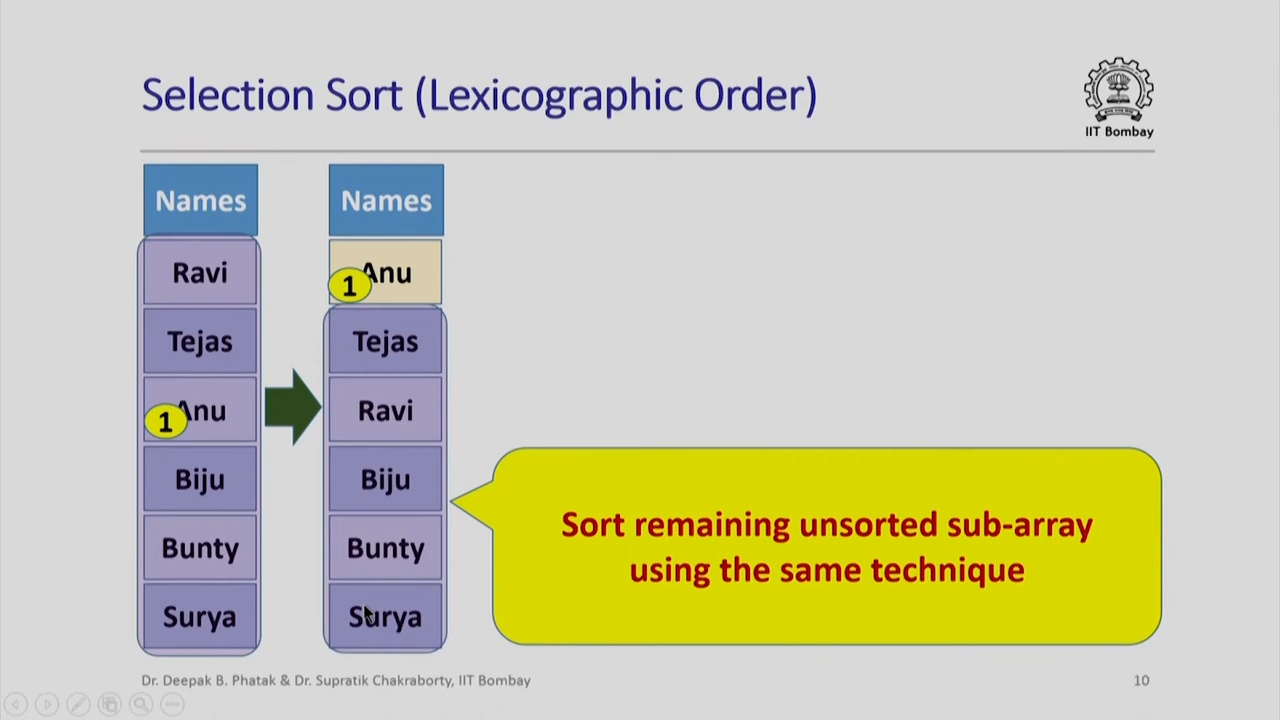 Selection Sort (Lexicographic Order)
IIT Bombay
Names
Ravi
Tejas
1 Anu
Biju
Bunty
Surya
Names
1 Anu
Tejas
Ravi
Biju
Bunty
Surya
Sort remaining unsorted sub-array
using the same technique
Dr. Deepak B. Phatak & Dr. Supratik Chakraborty, IIT Bombay
10